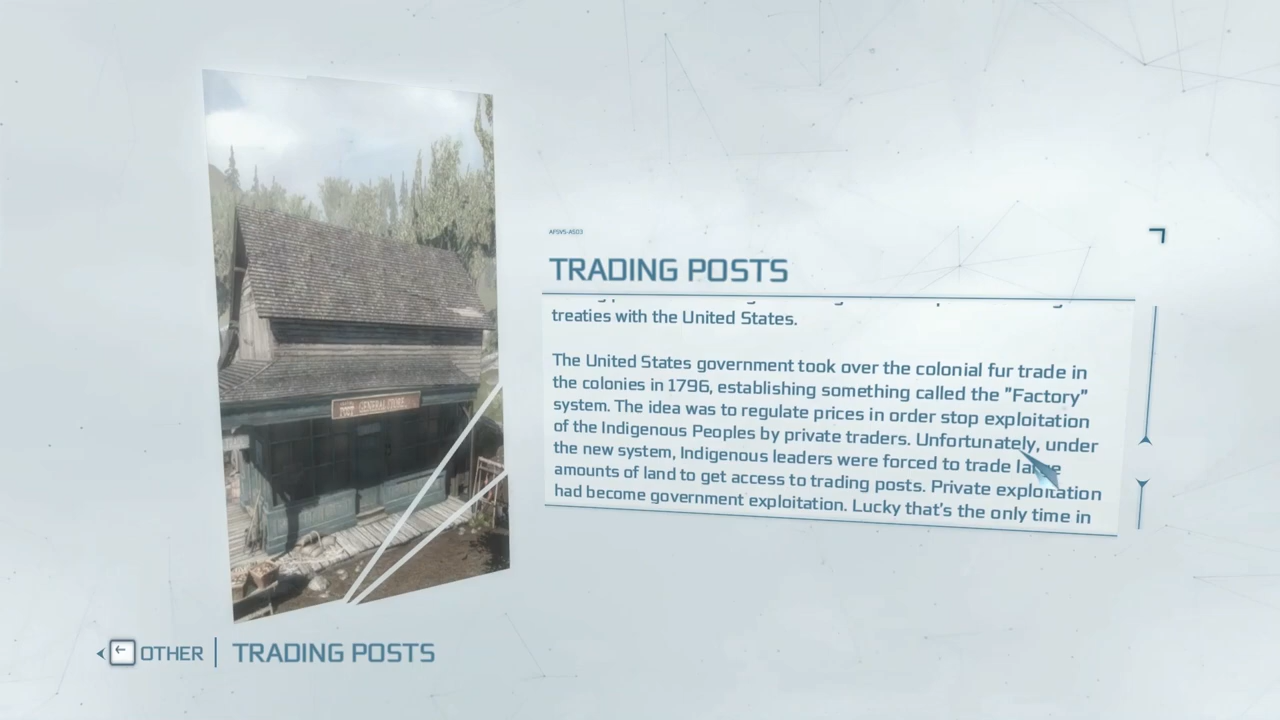 AFSVS-AS03
TRADING POSTS
treaties with the United States.
The United States government took over the colonial fur trade in
the colonies in 1796, establishing something called the "Factory"
system. The idea was to regulate prices in order stop exploitation
of the Indigenous Peoples by private traders. Unfortunately, under
the new system, Indigenous leaders were forced to trade large
amounts of land to get access to trading posts. Private exploitation
had become government exploitation. Lucky that's the only time in
GENERAL STORE
OTHER | TRADING POSTS